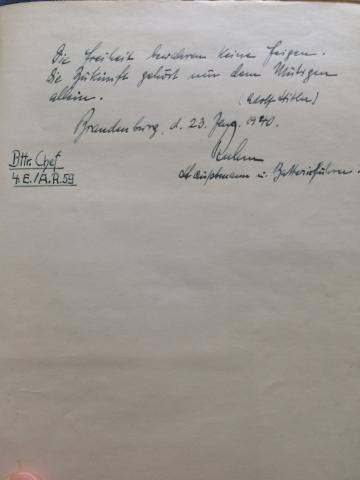 Die Freiheit bewahren keine Feigen.
Die Zukunft gehört nur dem Mutigen
allein.
(Adolf Hitler)
Brandenburg, d. 23. 1940.
Bttr. Chef
Hauptmann u. Batterieführer.
4. E./A.R. 59